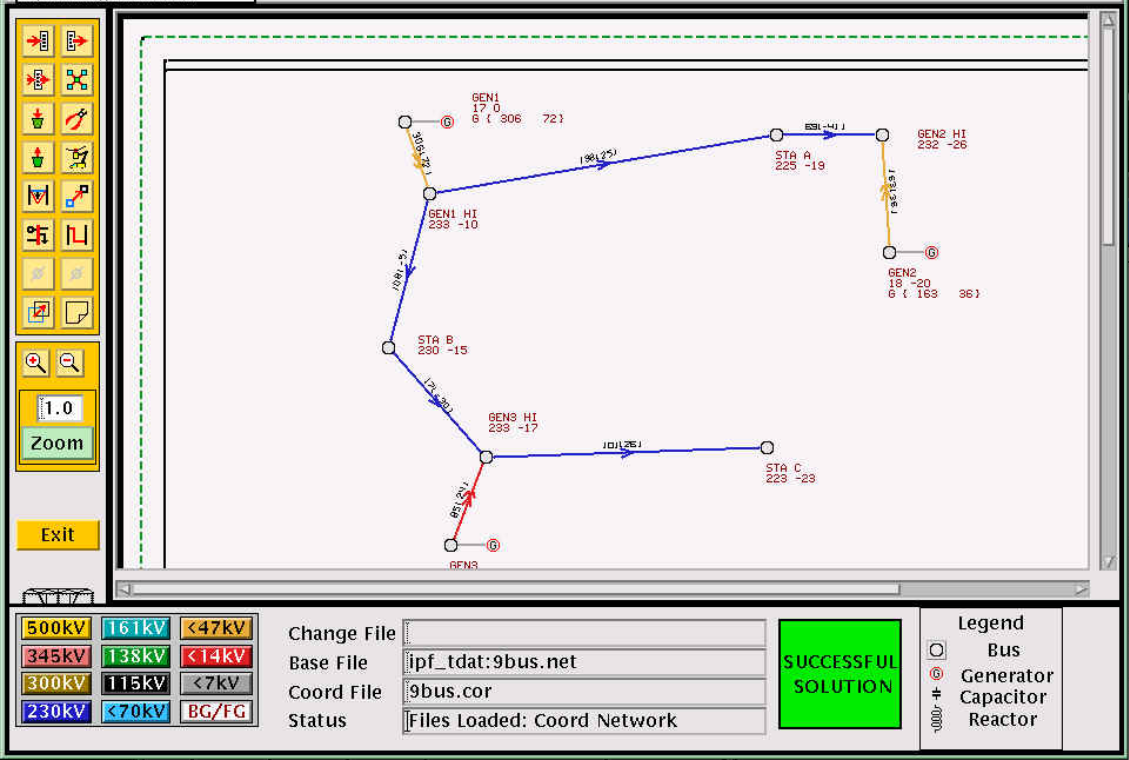 GEN1
17 0
G { 306 72}
306(72)
198(25)
69(-4)
STA A
225 -19
GEN2 HI
232 -26
GEN1 HI
233 -10
GEN2
18 -20
G { 163 36}
108(-5)
STA B
230 -15
GEN3 HI
233 -17
101(26)
STA C
223 -23
85(24)
GEN3
1.0
Zoom
Exit
500kV 161kV <47kV
345kV 138kV <14kV
300kV 115kV <7kV
230kV <70kV BG/FG
Change File
Base File ipf_tdat:9bus.net
Coord File 9bus.cor
Status Files Loaded: Coord Network
SUCCESSFUL
SOLUTION
Legend
Bus
G Generator
Capacitor
Reactor